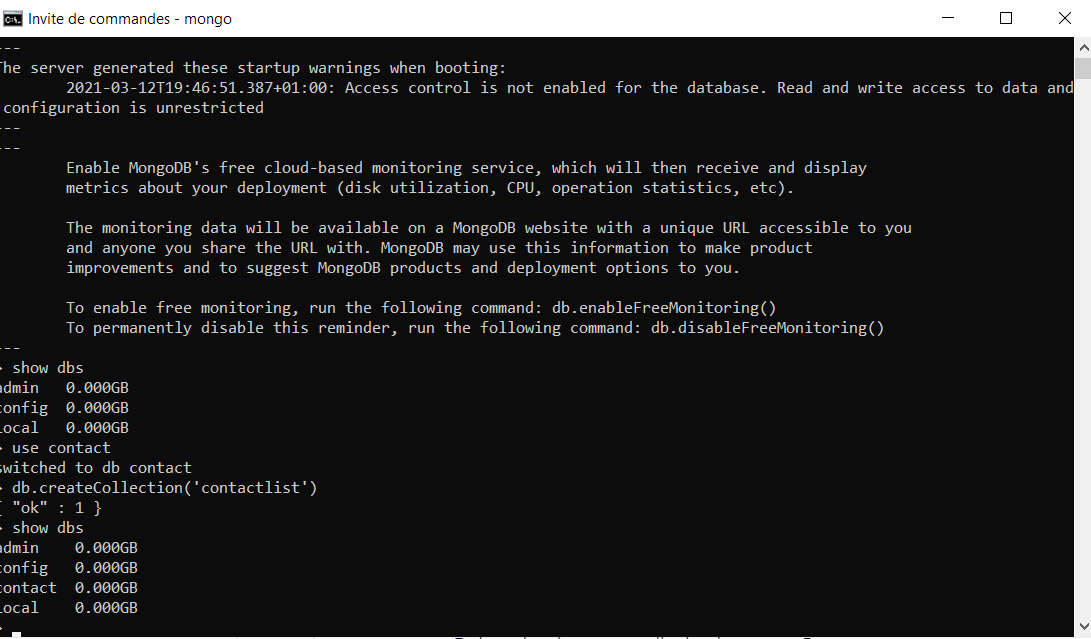 Invite de commandes - mongo
---
The server generated these startup warnings when booting:
2021-03-12T19:46:51.387+01:00: Access control is not enabled for the database. Read and write access to data and
configuration is unrestricted
---
---
Enable MongoDB's free cloud-based monitoring service, which will then receive and display
metrics about your deployment (disk utilization, CPU, operation statistics, etc).
The monitoring data will be available on a MongoDB website with a unique URL accessible to you
and anyone you share the URL with. MongoDB may use this information to make product
improvements and to suggest MongoDB products and deployment options to you.
To enable free monitoring, run the following command: db.enableFreeMonitoring()
To permanently disable this reminder, run the following command: db.disableFreeMonitoring()
---
> show dbs
admin 0.000GB
config 0.000GB
local 0.000GB
> use contact
switched to db contact
> db.createCollection('contactlist')
{ "ok" : 1 }
> show dbs
admin 0.000GB
config 0.000GB
contact 0.000GB
local 0.000GB
>